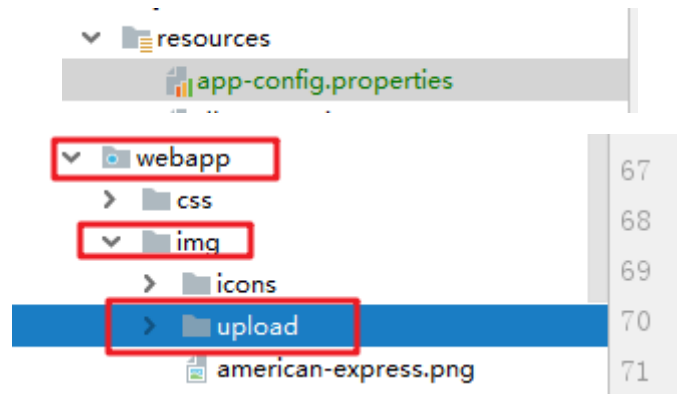 resources
app-config.properties
webapp
67
css
68
img
69
icons
70
upload
71
american-express.png